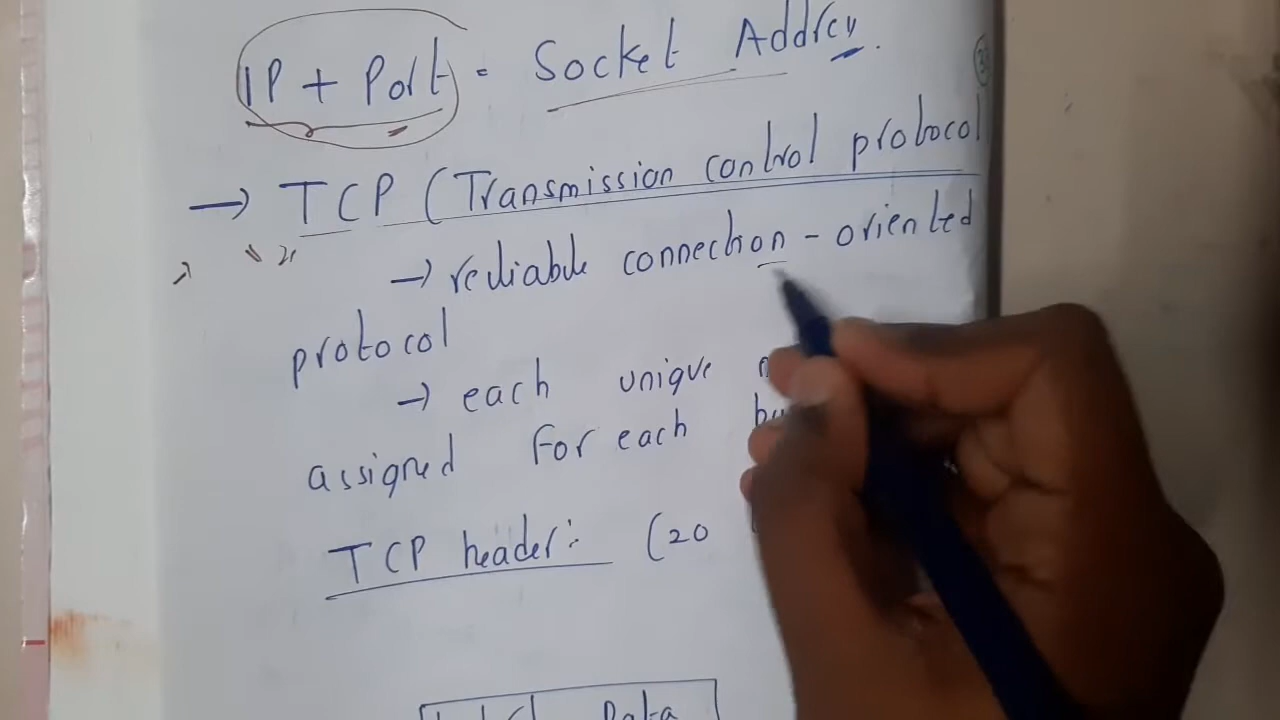 IP + Port = Socket Address.
→ TCP (Transmission control protocol
→ reliable connection - oriented
protocol
→ each unique
assigned For each
TCP header:- (20
Data